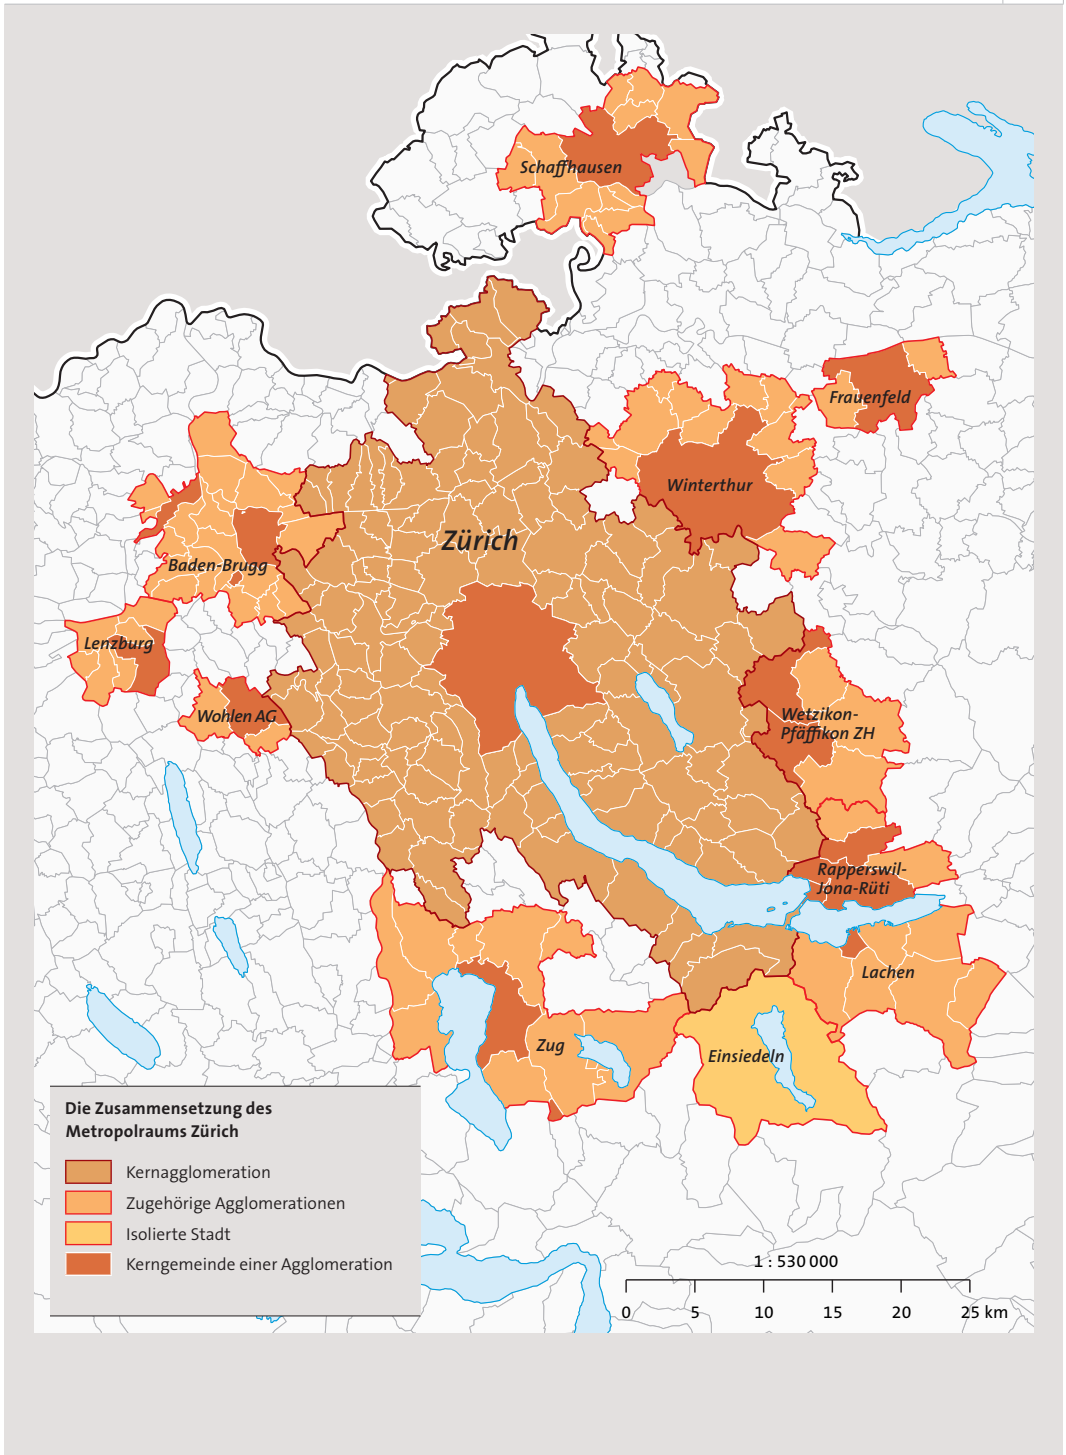 Schaffhausen
Frauenfeld
Winterthur
Zürich
Baden-Brugg
Lenzburg
Wohlen AG
Wetzikon-
Pfäffikon ZH
Rapperswil-
Jona-Rüti
Lachen
Zug
Einsiedeln
Die Zusammensetzung des
Metropolraums Zürich
Kernagglomeration
Zugehörige Agglomerationen
Isolierte Stadt
Kerngemeinde einer Agglomeration
1 : 530 000
0 5 10 15 20 25 km